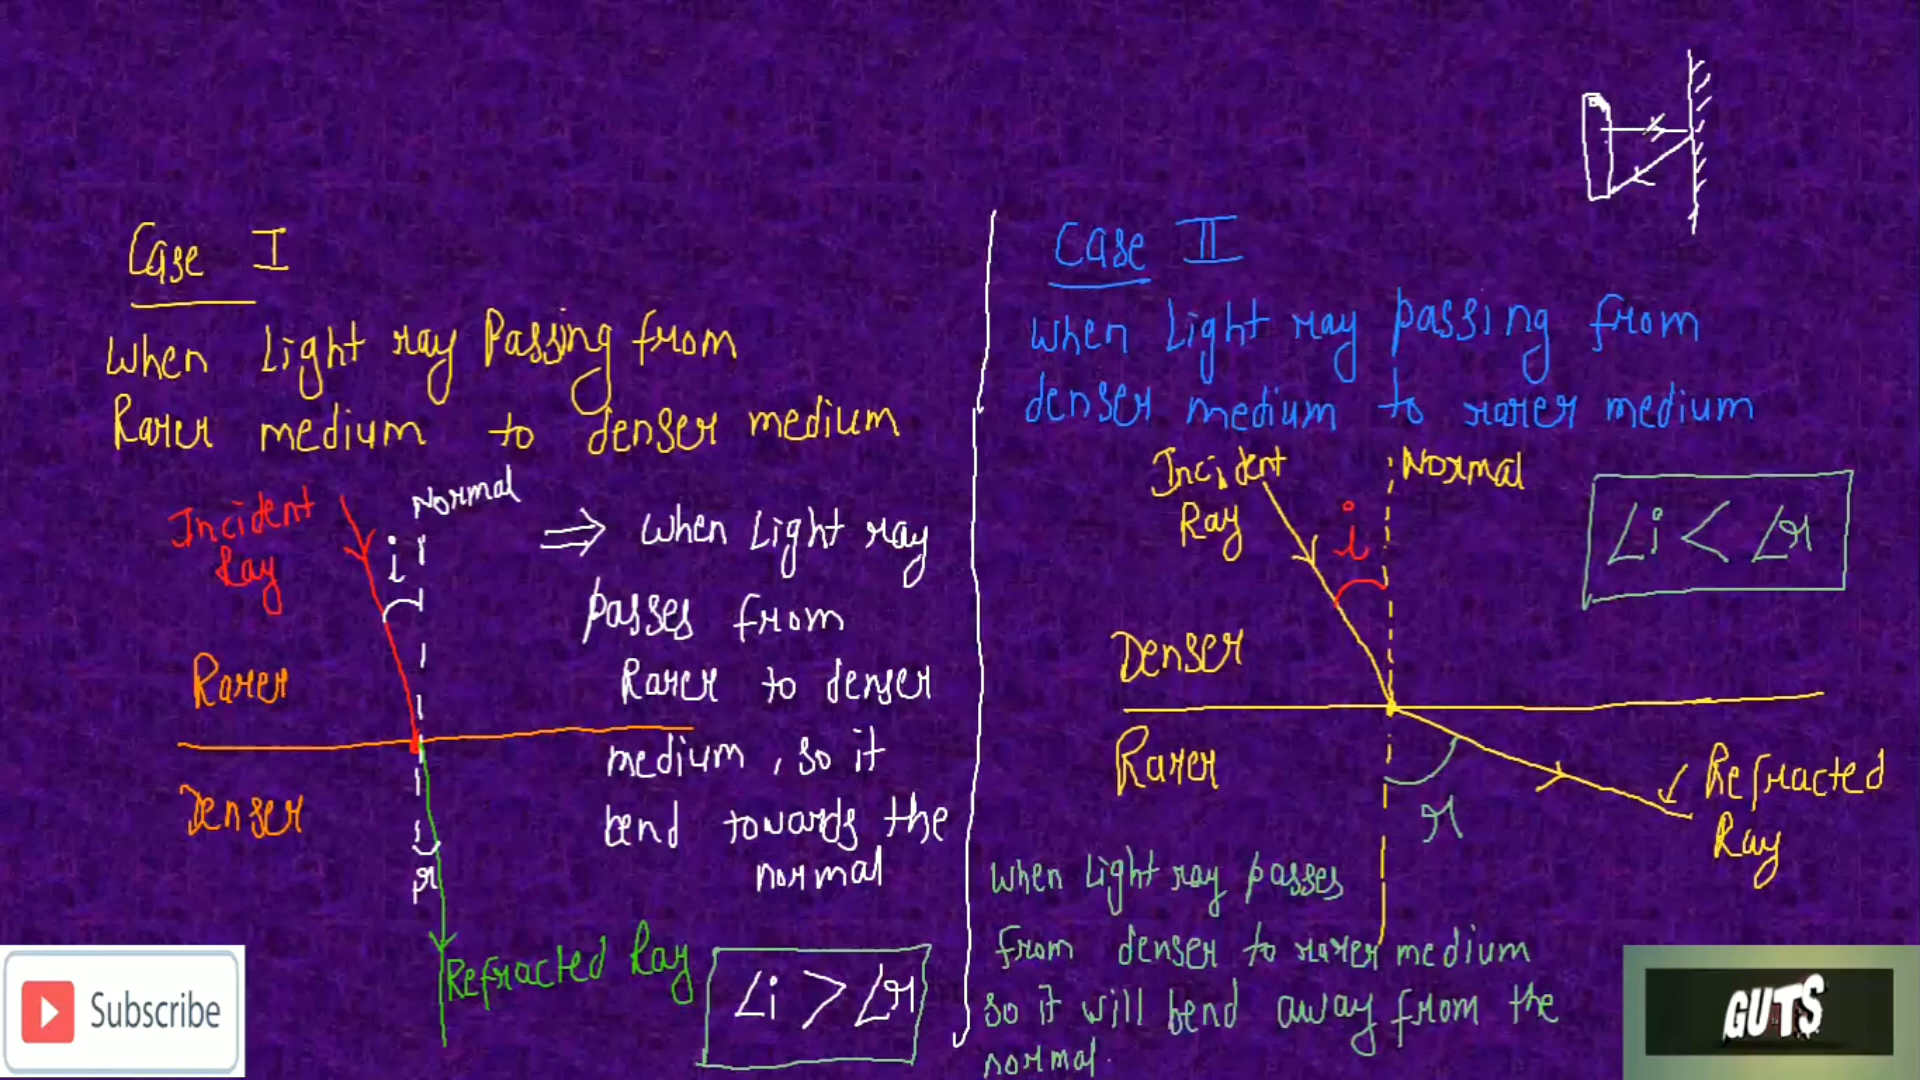 Case I
When Light ray Passing from
Rarer medium to denser medium
Incident
Ray
Normal
i
Rarer
Denser
r
Refracted Ray
⇒ When Light ray
passes from
Rarer to denser
medium, so it
bend towards the
normal
∠i > ∠r
Case II
When Light ray passing from
denser medium to rarer medium
Incident
Ray
Normal
i
∠i < ∠r
Denser
Rarer
r
Refracted
Ray
When Light ray passes
from denser to rarer medium
so it will bend away from the
normal.
Subscribe
GUTS